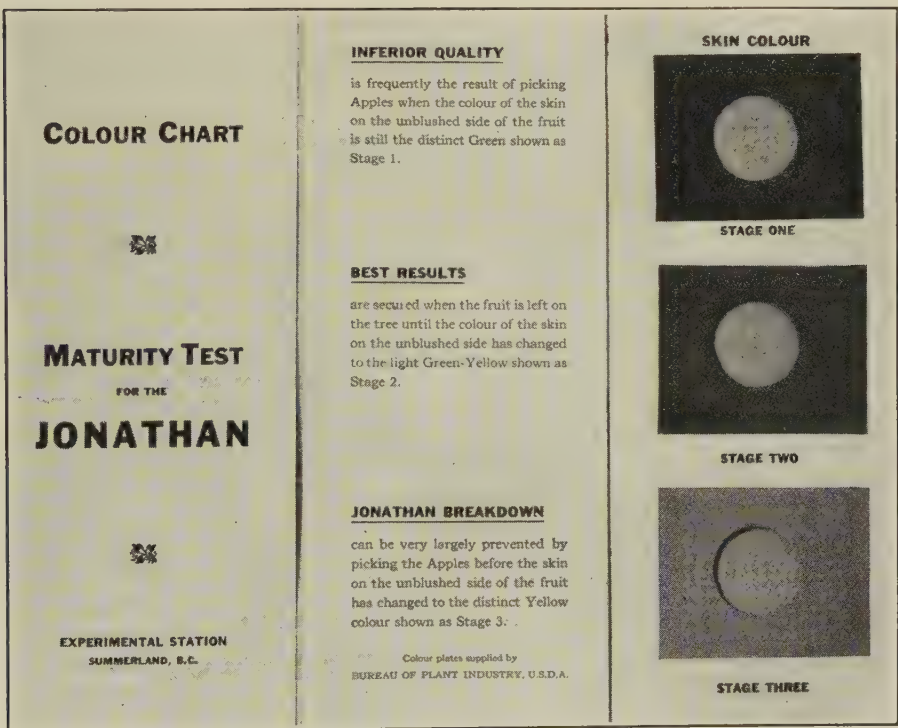 COLOUR CHART
MATURITY TEST
FOR THE
JONATHAN
EXPERIMENTAL STATION
SUMMERLAND, B.C.
INFERIOR QUALITY
is frequently the result of picking
Apples when the colour of the skin
on the unblushed side of the fruit
is still the distinct Green shown as
Stage 1.
BEST RESULTS
are secured when the fruit is left on
the tree until the colour of the skin
on the unblushed side has changed
to the light Green-Yellow shown as
Stage 2.
JONATHAN BREAKDOWN
can be very largely prevented by
picking the Apples before the skin
on the unblushed side of the fruit
has changed to the distinct Yellow
colour shown as Stage 3.
Colour plates supplied by
BUREAU OF PLANT INDUSTRY, U.S.D.A.
SKIN COLOUR
STAGE ONE
STAGE TWO
STAGE THREE